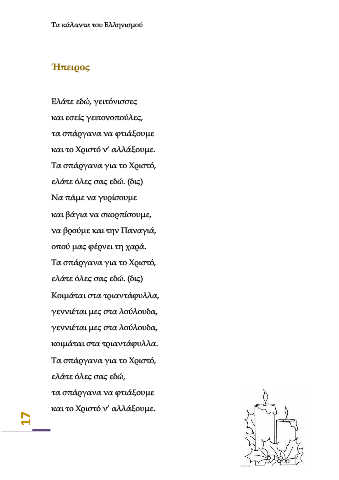 Τα κάλαντα του Ελληνισμού
Ήπειρος
Ελάτε εδώ, γειτόνισσες
και εσείς γειτονοπούλες,
τα σπάργανα να φτιάξουμε
και το Χριστό ν' αλλάξουμε.
Τα σπάργανα για το Χριστό,
ελάτε όλες σας εδώ. (δις)
Να πάμε να γυρίσουμε
και βάγια να σκορπίσουμε,
να βρούμε και την Παναγιά,
οπού μας φέρνει τη χαρά.
Τα σπάργανα για το Χριστό,
ελάτε όλες σας εδώ. (δις)
Κοιμάται στα τριαντάφυλλα,
γεννιέται μες στα λούλουδα,
γεννιέται μες στα λούλουδα,
κοιμάται στα τριαντάφυλλα.
Τα σπάργανα για το Χριστό,
ελάτε όλες σας εδώ,
τα σπάργανα να φτιάξουμε
και το Χριστό ν' αλλάξουμε.
17